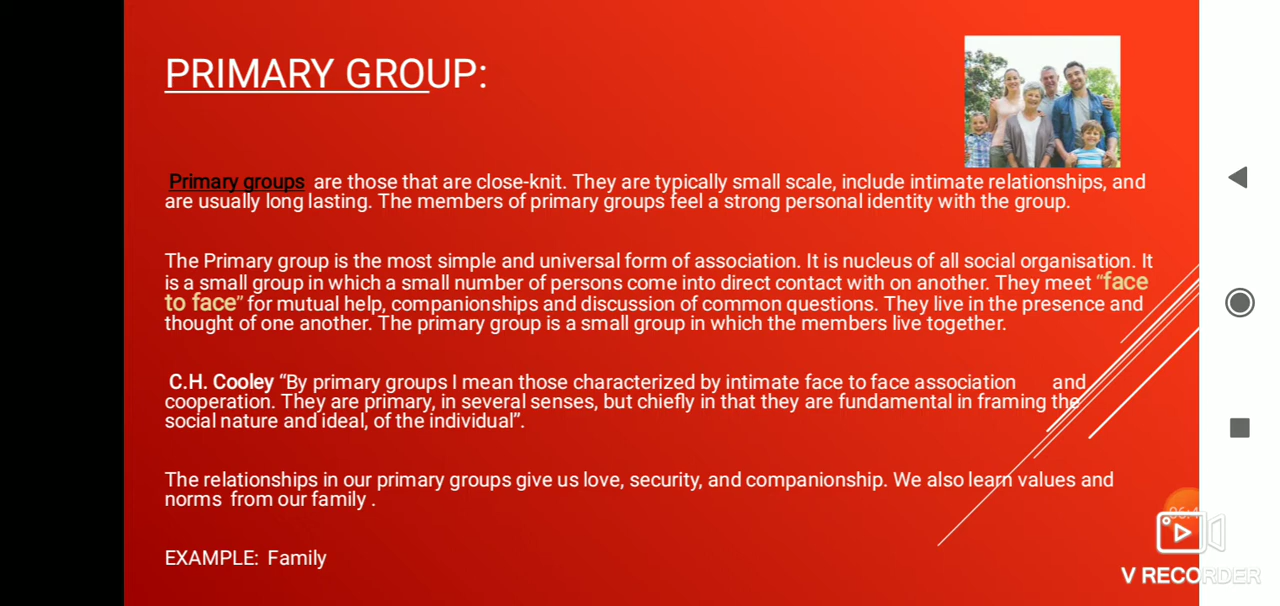 PRIMARY GROUP:
Primary groups are those that are close-knit. They are typically small scale, include intimate relationships, and
are usually long lasting. The members of primary groups feel a strong personal identity with the group.
The Primary group is the most simple and universal form of association. It is nucleus of all social organisation. It
is a small group in which a small number of persons come into direct contact with on another. They meet “face
to face” for mutual help, companionships and discussion of common questions. They live in the presence and
thought of one another. The primary group is a small group in which the members live together.
C.H. Cooley “By primary groups I mean those characterized by intimate face to face association and
cooperation. They are primary, in several senses, but chiefly in that they are fundamental in framing the
social nature and ideal, of the individual”.
The relationships in our primary groups give us love, security, and companionship. We also learn values and
norms from our family .
EXAMPLE: Family
V RECORDER